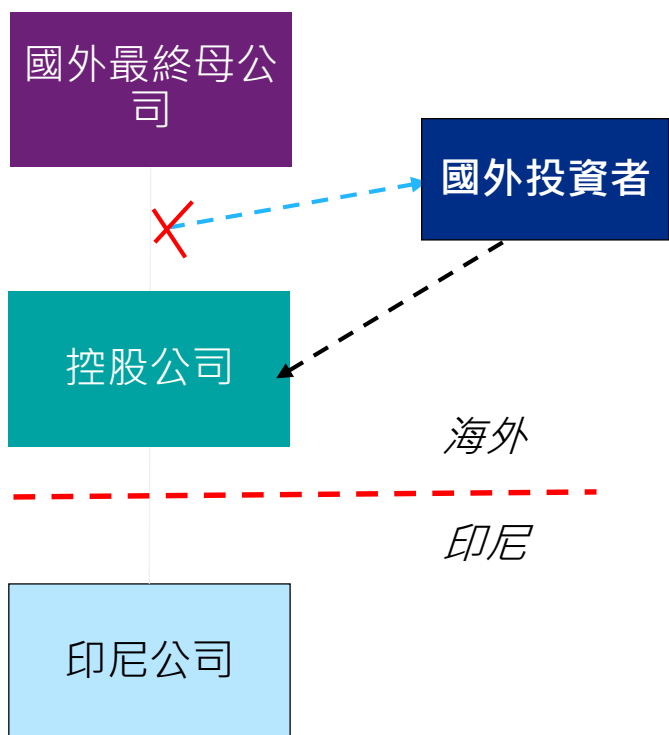 國外最終母公
司
國外投資者
控股公司
海外
印尼
印尼公司